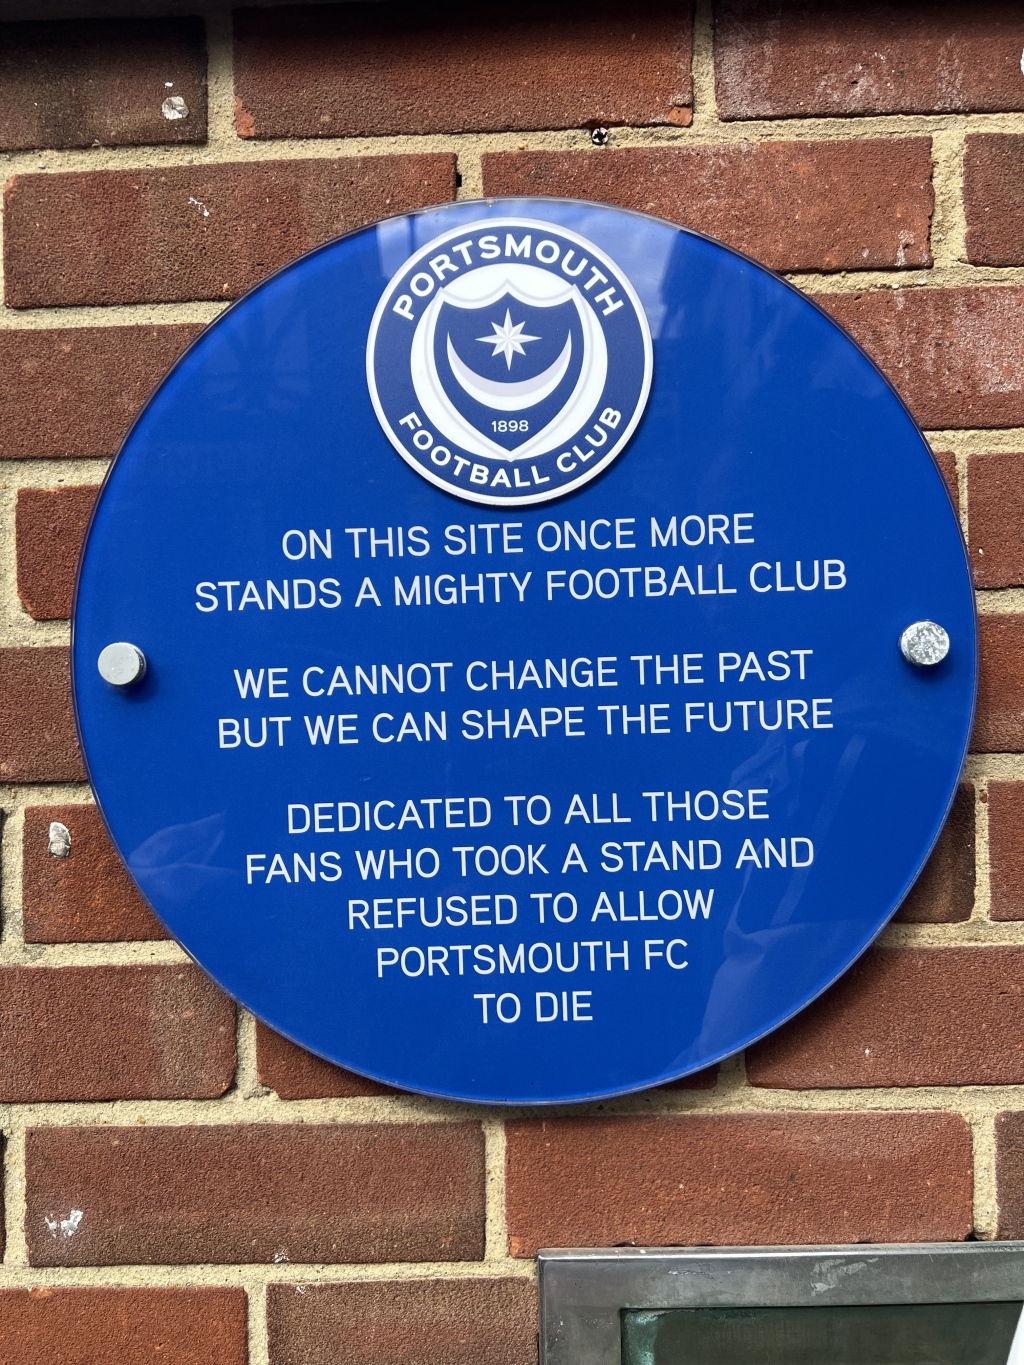 PORTSMOUTH
1898
FOOTBALL CLUB
ON THIS SITE ONCE MORE
STANDS A MIGHTY FOOTBALL CLUB
WE CANNOT CHANGE THE PAST
BUT WE CAN SHAPE THE FUTURE
DEDICATED TO ALL THOSE
FANS WHO TOOK A STAND AND
REFUSED TO ALLOW
PORTSMOUTH FC
TO DIE